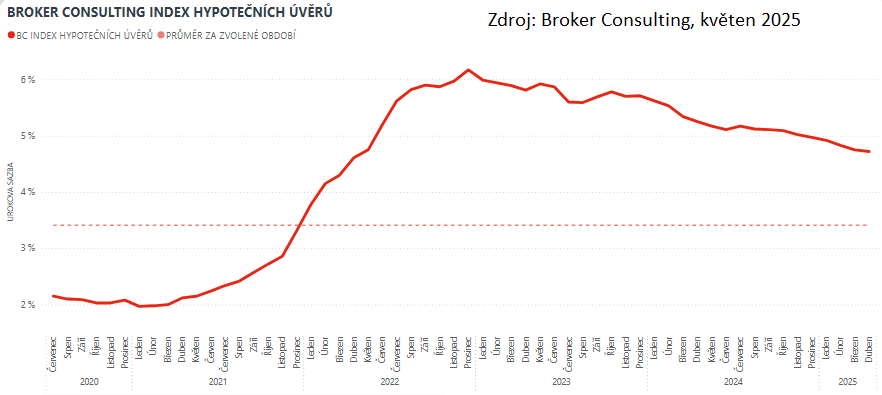 BROKER CONSULTING INDEX HYPOTEČNÍCH ÚVĚRŮ
Zdroj: Broker Consulting, květen 2025
BC INDEX HYPOTEČNÍCH ÚVĚRŮ PRŮMĚR ZA ZVOLENÉ OBDOBÍ
ÚROKOVÁ SAZBA
6 %
5 %
4 %
3 %
2 %
Červenec Srpen Září Říjen Listopad Prosinec Leden Únor Březen Duben Květen Červenec Srpen Září Říjen Listopad Prosinec Leden Únor Březen Duben Květen Červen Červenec Srpen Září Říjen Listopad Prosinec Leden Únor Březen Duben Květen Červen Červenec Srpen Září Říjen Listopad Prosinec Leden Únor Březen Duben Květen Červen Červenec Srpen Září Říjen Listopad Prosinec Leden Únor Březen Duben
2020 2021 2022 2023 2024 2025